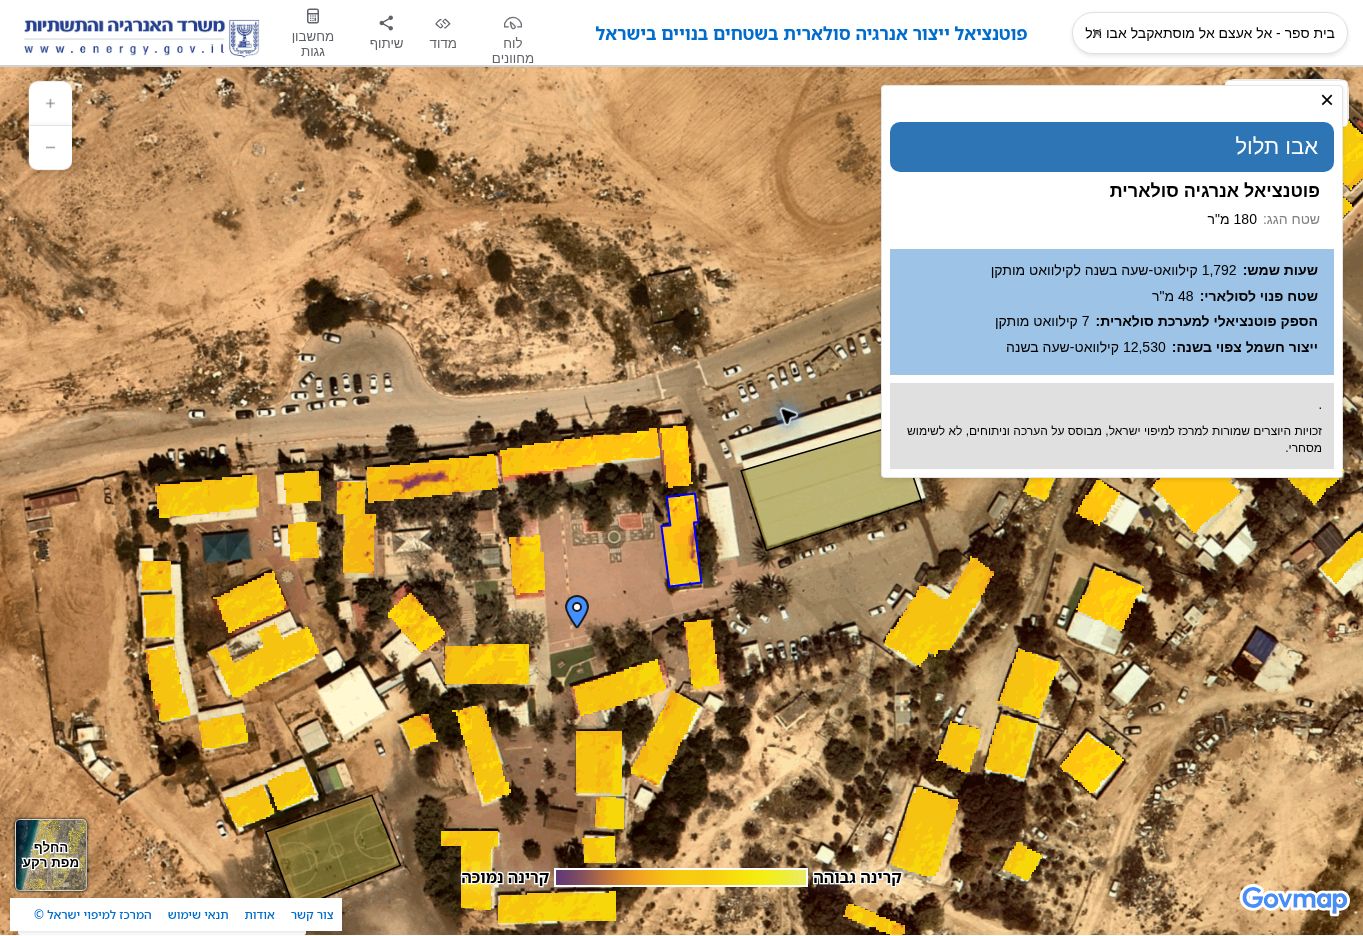 בית ספר - אל אעצם אל מוסתאקבל אבו תל
פוטנציאל ייצור אנרגיה סולארית בשטחים בנויים בישראל
לוח
מחוונים
מדוד
שיתוף
מחשבון
גגות
משרד האנרגיה והתשתיות
www.energy.gov.il
+
−
אבו תלול
פוטנציאל אנרגיה סולארית
שטח הגג: 180 מ"ר
שעות שמש: 1,792 קילוואט-שעה בשנה לקילוואט מותקן
שטח פנוי לסולארי: 48 מ"ר
הספק פוטנציאלי למערכת סולארית: 7 קילוואט מותקן
ייצור חשמל צפוי בשנה: 12,530 קילוואט-שעה בשנה
.
זכויות היוצרים שמורות למרכז למיפוי ישראל, מבוסס על הערכה וניתוחים, לא לשימוש
מסחרי.
החלף
מפת רקע
קרינה גבוהה
קרינה נמוכה
צור קשר
אודות
תנאי שימוש
המרכז למיפוי ישראל ©
Govmap